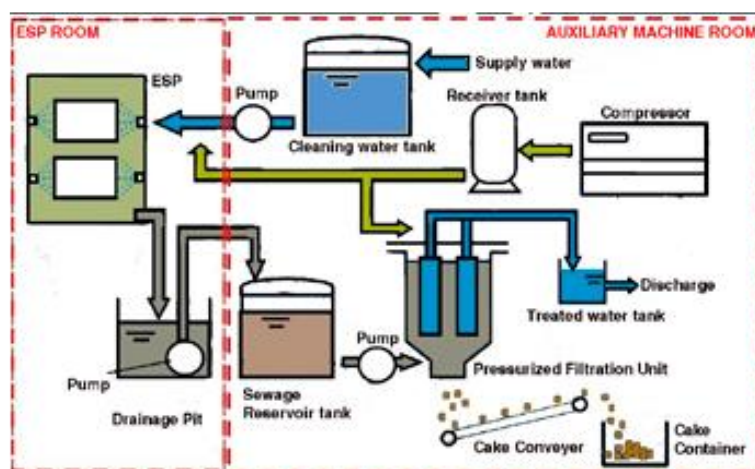 ESP ROOM
AUXILIARY MACHINE ROOM
ESP
Pump
Supply water
Receiver tank
Compressor
Cleaning water tank
Discharge
Treated water tank
Pump
Pump
Pressurized Filtration Unit
Drainage Pit
Sewage
Reservoir tank
Cake Conveyer
Cake
Container